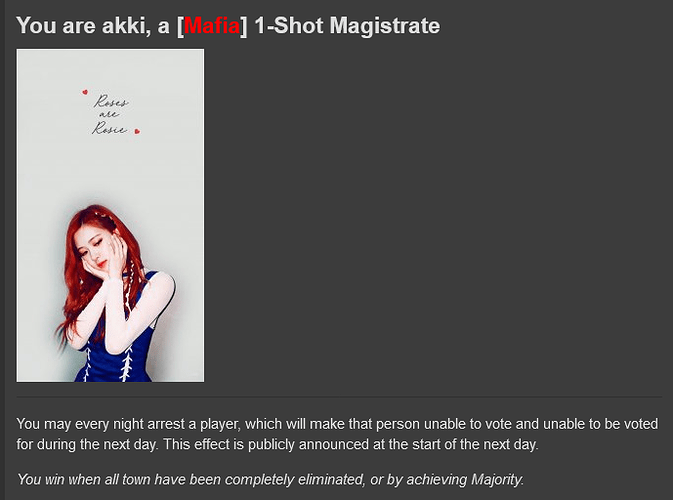 You are akki, a [Mafia] 1-Shot Magistrate
Roses
are
Rosie
You may every night arrest a player, which will make that person unable to vote and unable to be voted
for during the next day. This effect is publicly announced at the start of the next day.
You win when all town have been completely eliminated, or by achieving Majority.